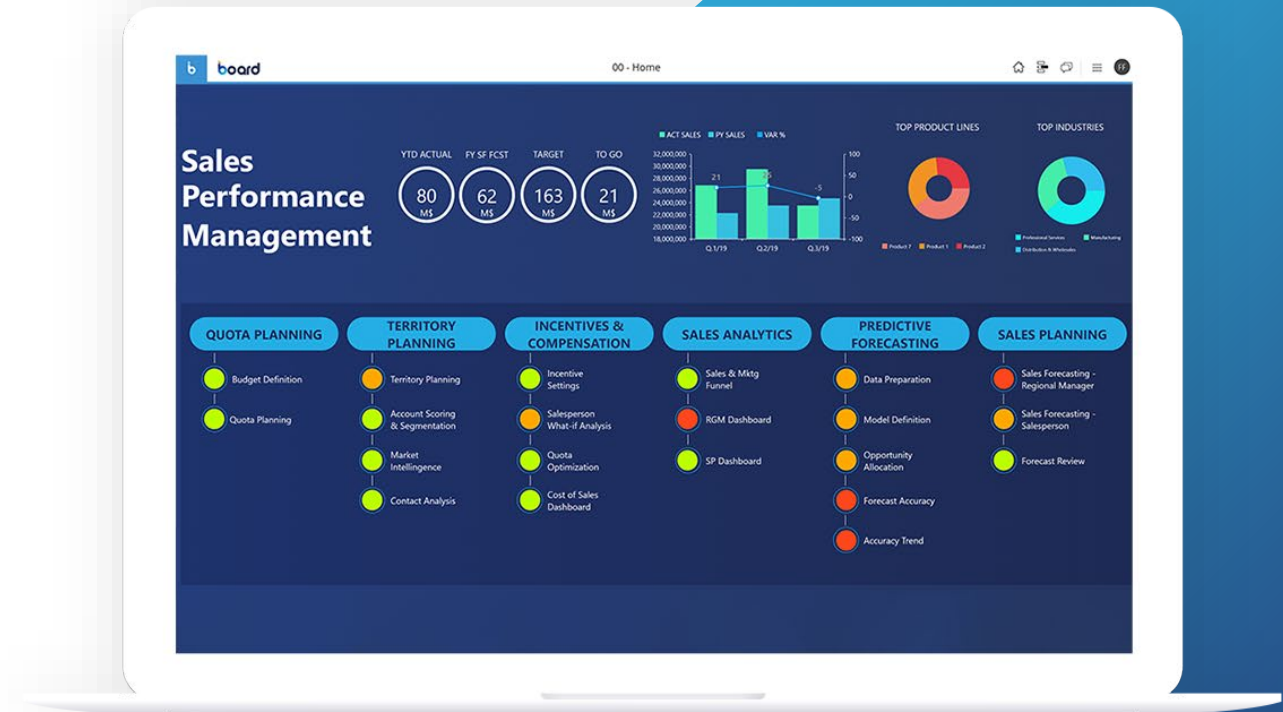 b board
00 - Home
FF
Sales
Performance
Management
YTD ACTUAL
FY SF FCST
TARGET
TO GO
80
M$
62
M$
163
M$
21
M$
ACT SALES
PY SALES
VAR %
32,000,000
30,000,000
28,000,000
26,000,000
24,000,000
22,000,000
20,000,000
18,000,000
100
50
0
-50
-100
21
-5
Q.1/19
Q.2/19
Q.3/19
TOP PRODUCT LINES
Product 7
Product 1
Product 2
TOP INDUSTRIES
Professional Services
Manufacturing
Distribution & Wholesales
QUOTA PLANNING
Budget Definition
Quota Planning
TERRITORY
PLANNING
Territory Planning
Account Scoring
& Segmentation
Market
Intellingence
Contact Analysis
INCENTIVES &
COMPENSATION
Incentive
Settings
Salesperson
What-if Analysis
Quota
Optimization
Cost of Sales
Dashboard
SALES ANALYTICS
Sales & Mktg
Funnel
RGM Dashboard
SP Dashboard
PREDICTIVE
FORECASTING
Data Preparation
Model Definition
Opportunity
Allocation
Forecast Accuracy
Accuracy Trend
SALES PLANNING
Sales Forecasting -
Regional Manager
Sales Forecasting -
Salesperson
Forecast Review